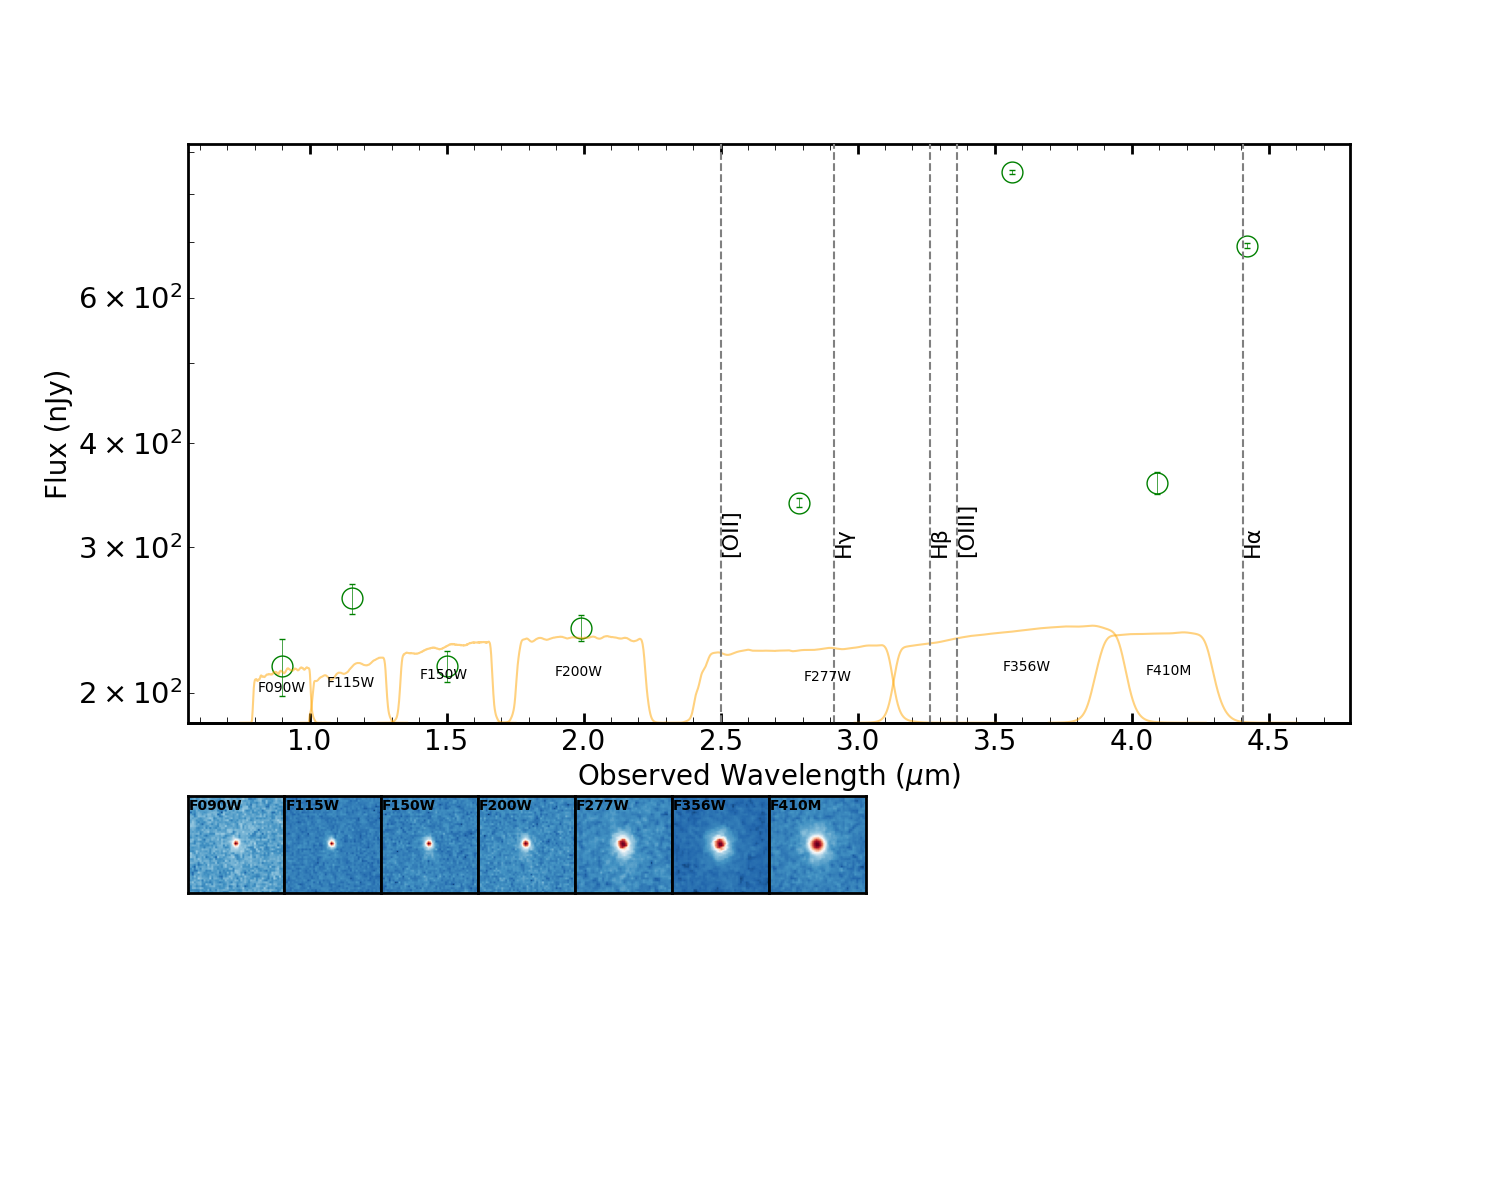 Flux (nJy)
6 × 10²
4 × 10²
3 × 10²
2 × 10²
[OII]
Hγ
Hβ
[OIII]
Hα
F090W
F115W
F150W
F200W
F277W
F356W
F410M
1.0 1.5 2.0 2.5 3.0 3.5 4.0 4.5
Observed Wavelength (μm)
F090W F115W F150W F200W F277W F356W F410M